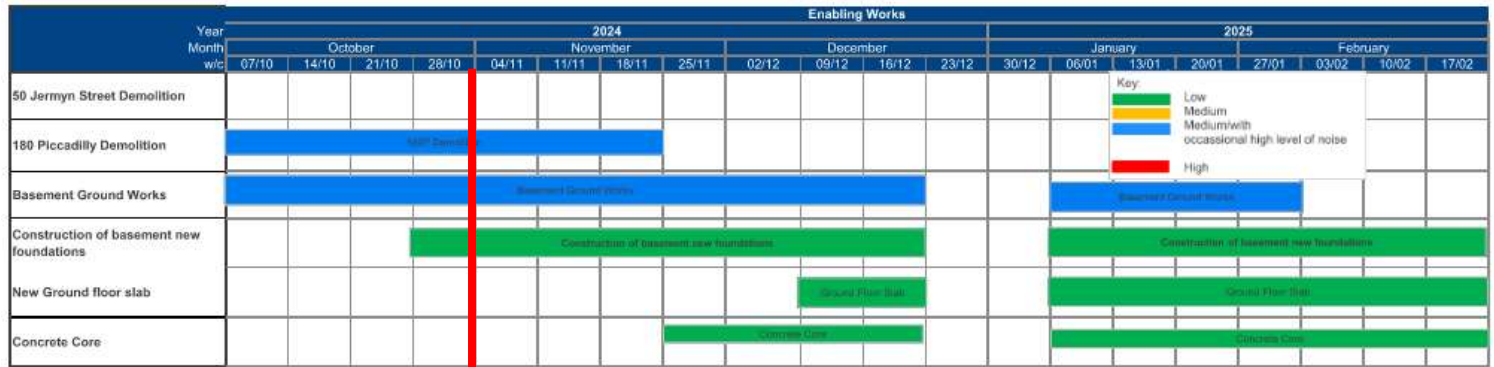 Enabling Works
Year 2024 2025
Month October November December January February
w/c 07/10 14/10 21/10 28/10 04/11 11/11 18/11 25/11 02/12 09/12 16/12 23/12 30/12 06/01 13/01 20/01 27/01 03/02 10/02 17/02
Key:
Low
Medium
Medium/with
occassional high level of noise
High
50 Jermyn Street Demolition
180 Piccadilly Demolition
Demolition
Basement Ground Works
Basement Ground Works Basement Ground Works
Construction of basement new
foundations
Construction of basement new foundations Construction of basement new foundations
New Ground floor slab
Ground Floor Slab Ground Floor Slab
Concrete Core
Concrete Core Concrete Core